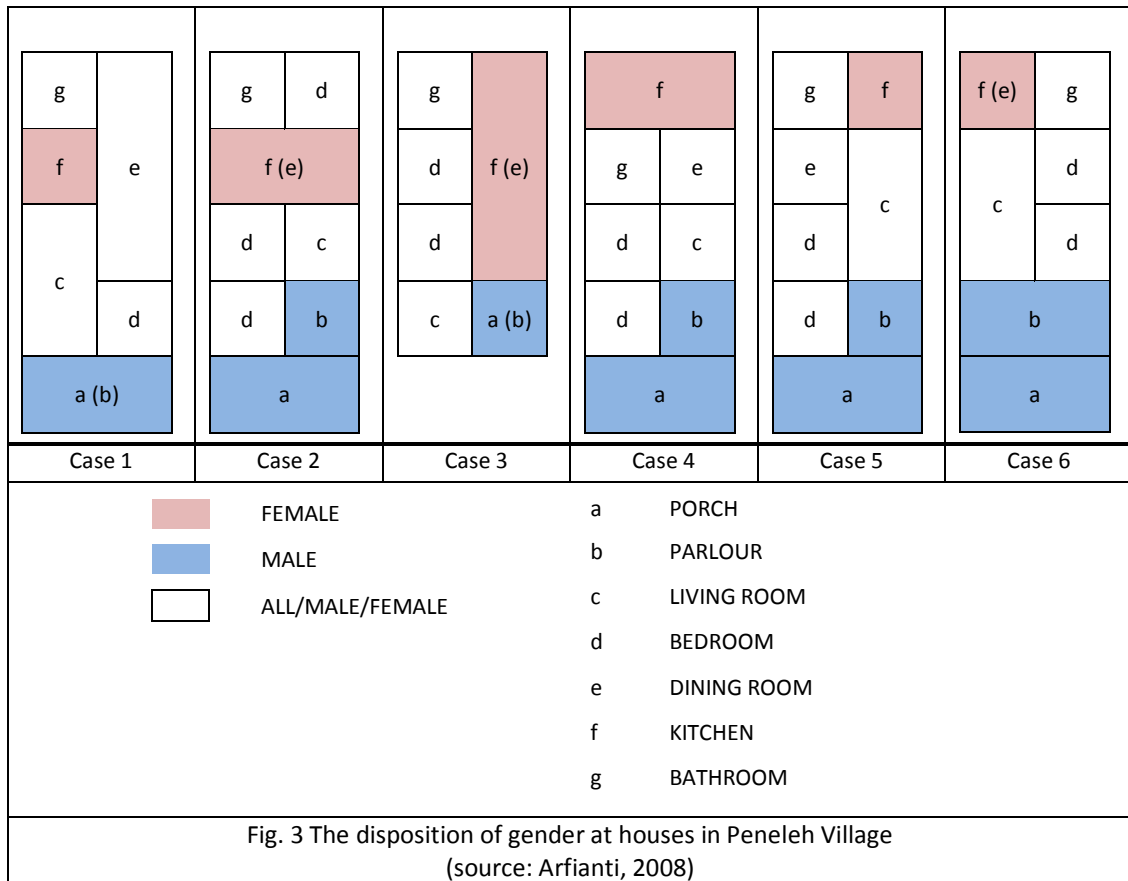 g
f
e
c
d
a (b)
g d
f (e)
d c
d b
a
g
d
f (e)
d
c a (b)
f
g e
d c
d b
a
g f
e
c
d
d b
a
f (e) g
d
c
d
b
a
Case 1 Case 2 Case 3 Case 4 Case 5 Case 6
FEMALE
MALE
ALL/MALE/FEMALE
a PORCH
b PARLOUR
c LIVING ROOM
d BEDROOM
e DINING ROOM
f KITCHEN
g BATHROOM
Fig. 3 The disposition of gender at houses in Peneleh Village
(source: Arfianti, 2008)